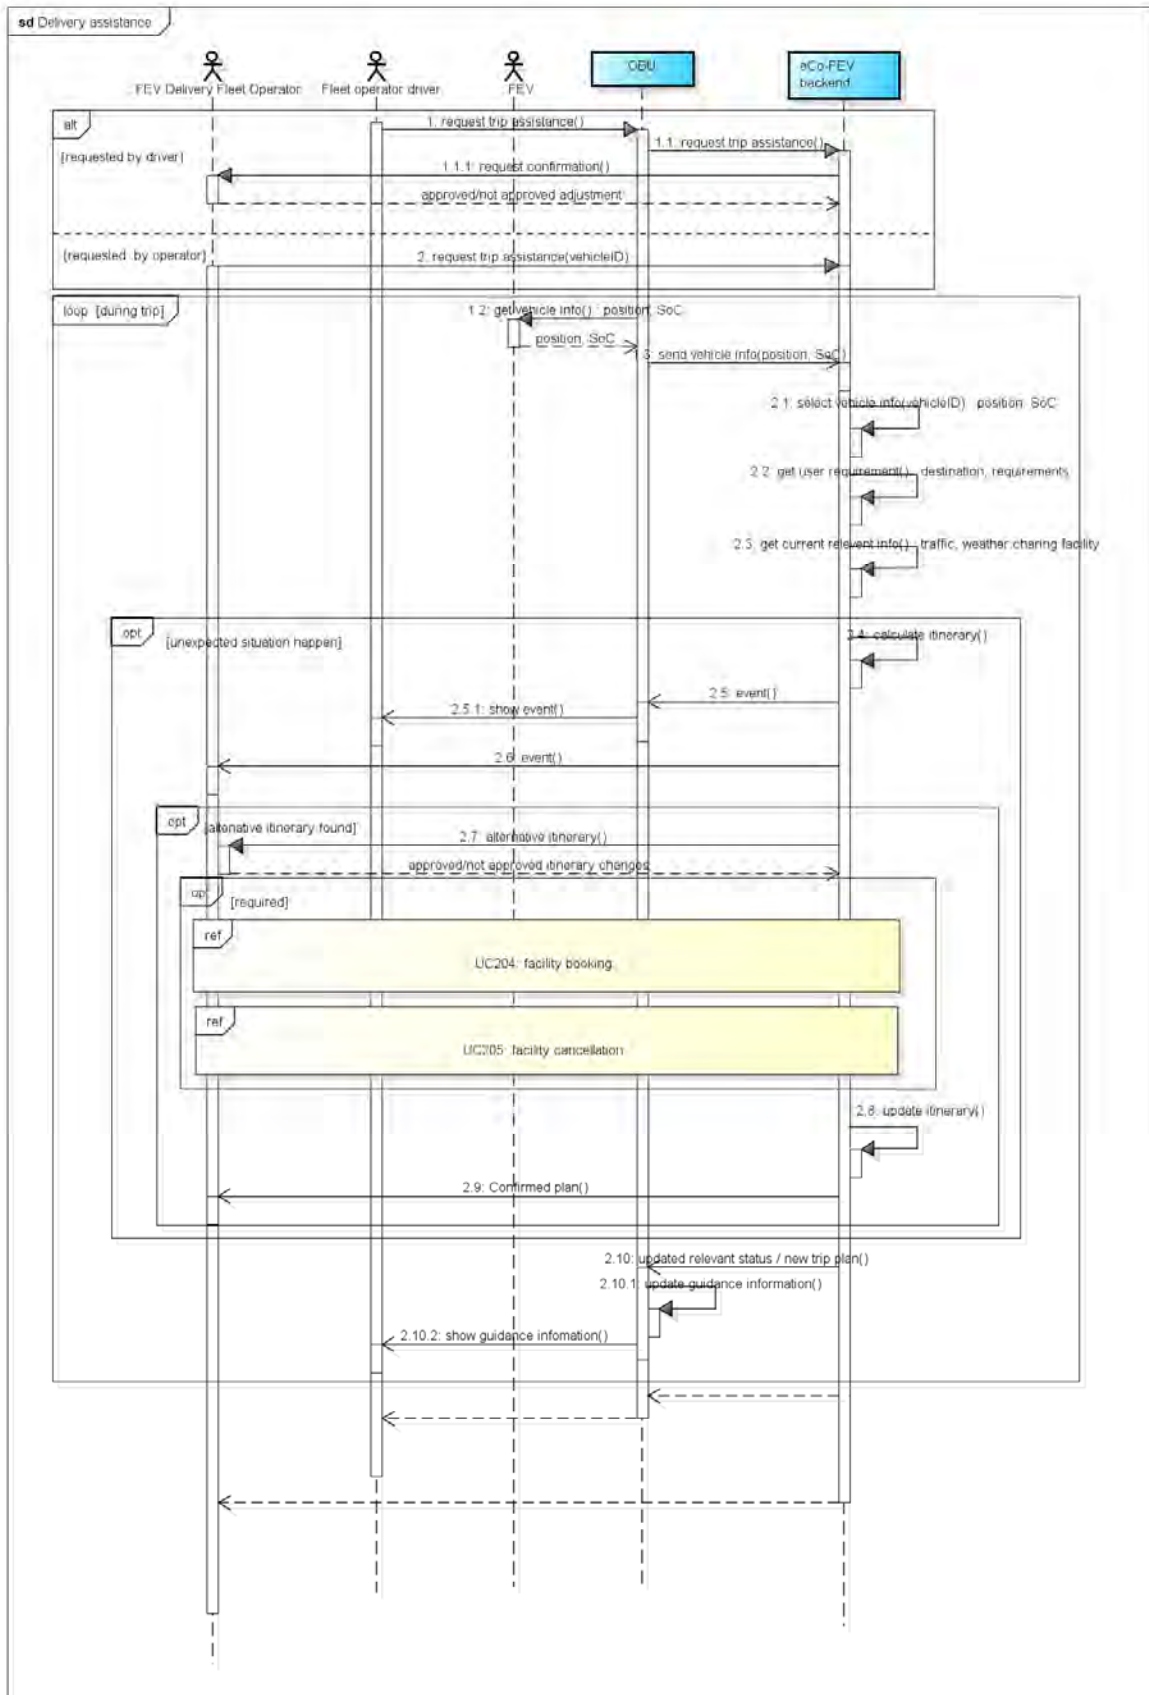 sd Delivery assistance
FEV Delivery Fleet Operator
Fleet operator driver
FEV
OBU
eCo-FEV
backend
alt
[requested by driver]
1: request trip assistance()
1.1: request trip assistance()
1.1.1: request confirmation()
approved/not approved adjustment
[requested by operator]
2: request trip assistance(vehicleID)
loop [during trip]
1.2: get vehicle info() : position, SoC
position, SoC
3: send vehicle info(position, SoC)
2.1: select vehicle info(vehicleID) : position, SoC
2.2: get user requirement() : destination, requirements
2.3: get current relevent info() : traffic, weather,charing facility
opt
[unexpected situation happen]
2.4: calculate itinerary()
2.5: event()
2.5.1: show event()
2.6: event()
opt
[altenative itinerary found]
2.7: alternative itinerary()
approved/not approved itinerary changes
op
[required]
ref
UC204: facility booking
ref
UC205: facility cancellation
2.8: update itinerary()
2.9: Confirmed plan()
2.10: updated relevant status / new trip plan()
2.10.1: update guidance information()
2.10.2: show guidance infomation()